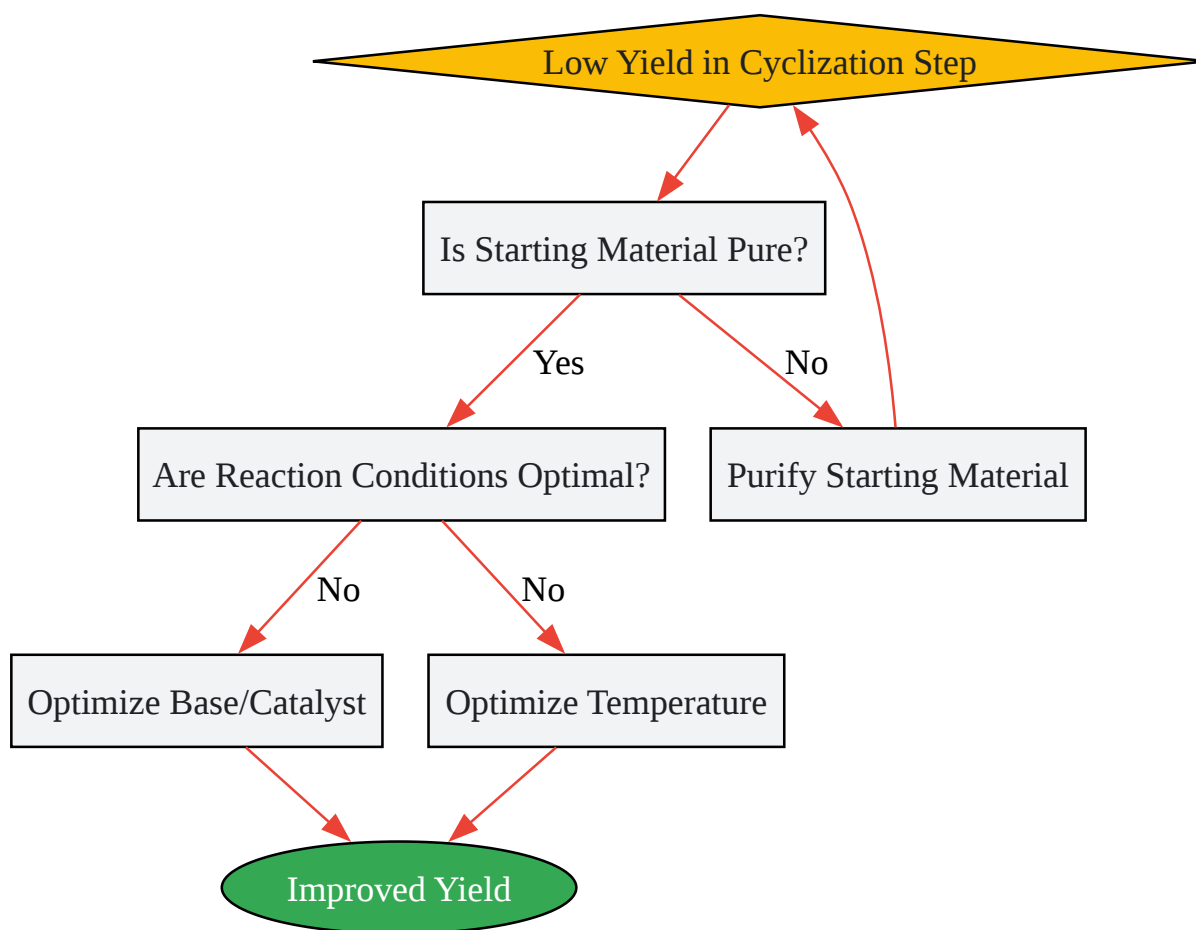 Low Yield in Cyclization Step
Is Starting Material Pure?
Yes
No
Are Reaction Conditions Optimal?
Purify Starting Material
No
No
Optimize Base/Catalyst
Optimize Temperature
Improved Yield